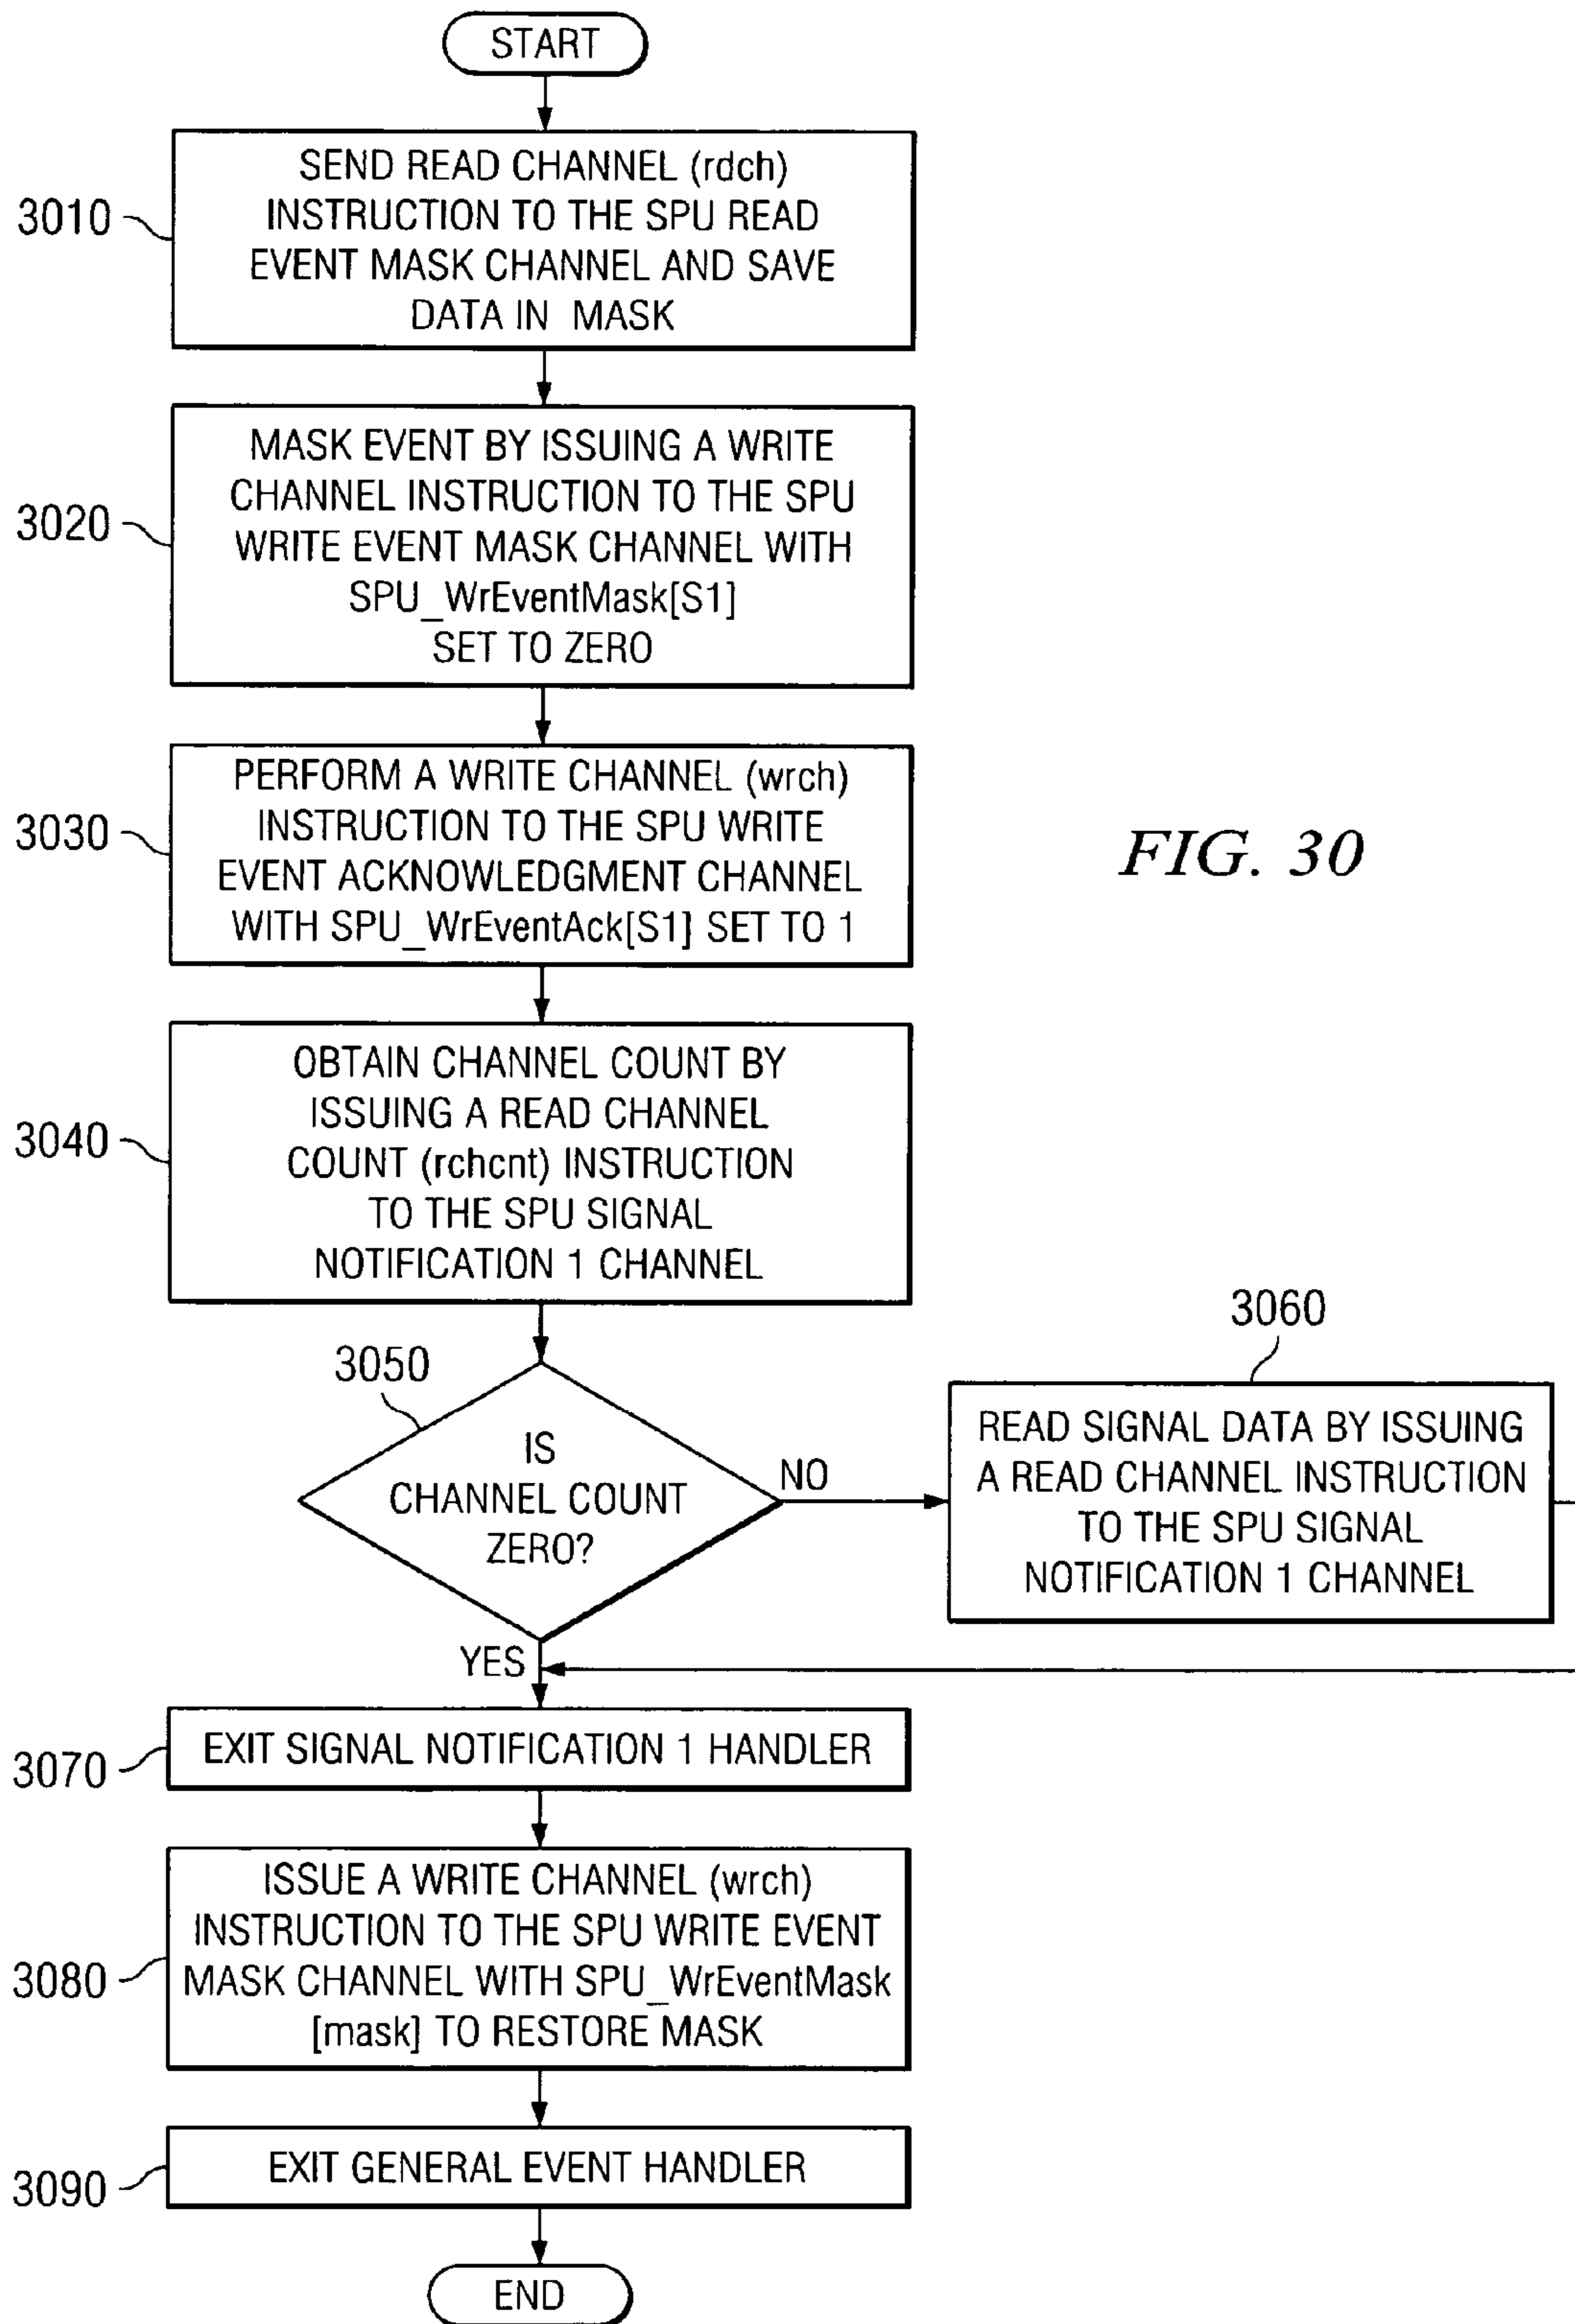 START
3010
SEND READ CHANNEL (rdch)
INSTRUCTION TO THE SPU READ
EVENT MASK CHANNEL AND SAVE
DATA IN MASK
3020
MASK EVENT BY ISSUING A WRITE
CHANNEL INSTRUCTION TO THE SPU
WRITE EVENT MASK CHANNEL WITH
SPU_WrEventMask[S1]
SET TO ZERO
3030
PERFORM A WRITE CHANNEL (wrch)
INSTRUCTION TO THE SPU WRITE
EVENT ACKNOWLEDGMENT CHANNEL
WITH SPU_WrEventAck[S1] SET TO 1
FIG. 30
3040
OBTAIN CHANNEL COUNT BY
ISSUING A READ CHANNEL
COUNT (rchcnt) INSTRUCTION
TO THE SPU SIGNAL
NOTIFICATION 1 CHANNEL
3050
IS
CHANNEL COUNT
ZERO?
NO
3060
READ SIGNAL DATA BY ISSUING
A READ CHANNEL INSTRUCTION
TO THE SPU SIGNAL
NOTIFICATION 1 CHANNEL
YES
3070
EXIT SIGNAL NOTIFICATION 1 HANDLER
3080
ISSUE A WRITE CHANNEL (wrch)
INSTRUCTION TO THE SPU WRITE EVENT
MASK CHANNEL WITH SPU_WrEventMask
[mask] TO RESTORE MASK
3090
EXIT GENERAL EVENT HANDLER
END